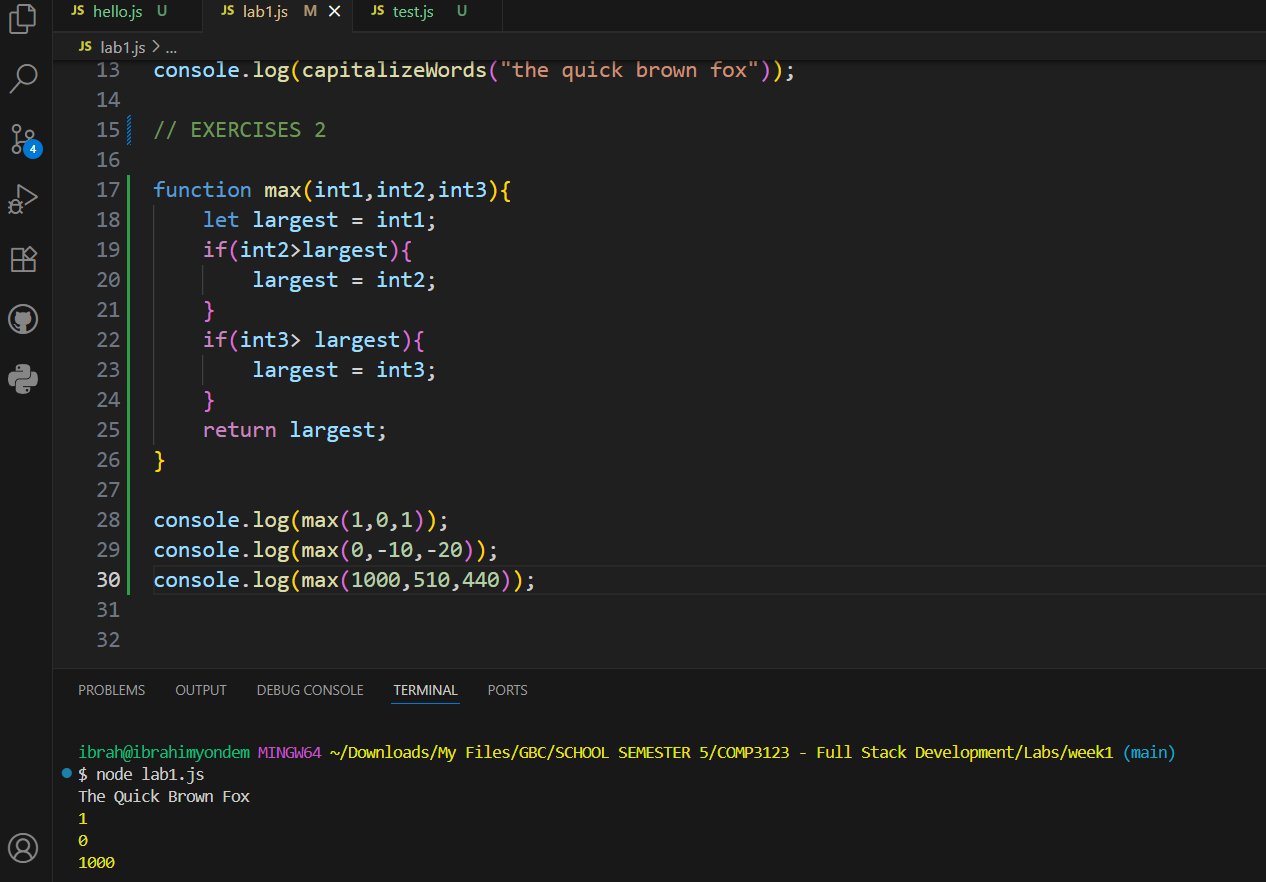 JS hello.js U JS lab1.js M × JS test.js U
JS lab1.js > ...
13 console.log(capitalizeWords("the quick brown fox"));
14
15 // EXERCISES 2
16
17 function max(int1,int2,int3){
18     let largest = int1;
19     if(int2>largest){
20         largest = int2;
21     }
22     if(int3> largest){
23         largest = int3;
24     }
25     return largest;
26 }
27
28 console.log(max(1,0,1));
29 console.log(max(0,-10,-20));
30 console.log(max(1000,510,440));
31
32
4
PROBLEMS OUTPUT DEBUG CONSOLE TERMINAL PORTS
ibrah@ibrahimyondem MINGW64 ~/Downloads/My Files/GBC/SCHOOL SEMESTER 5/COMP3123 - Full Stack Development/Labs/week1 (main)
$ node lab1.js
The Quick Brown Fox
1
0
1000